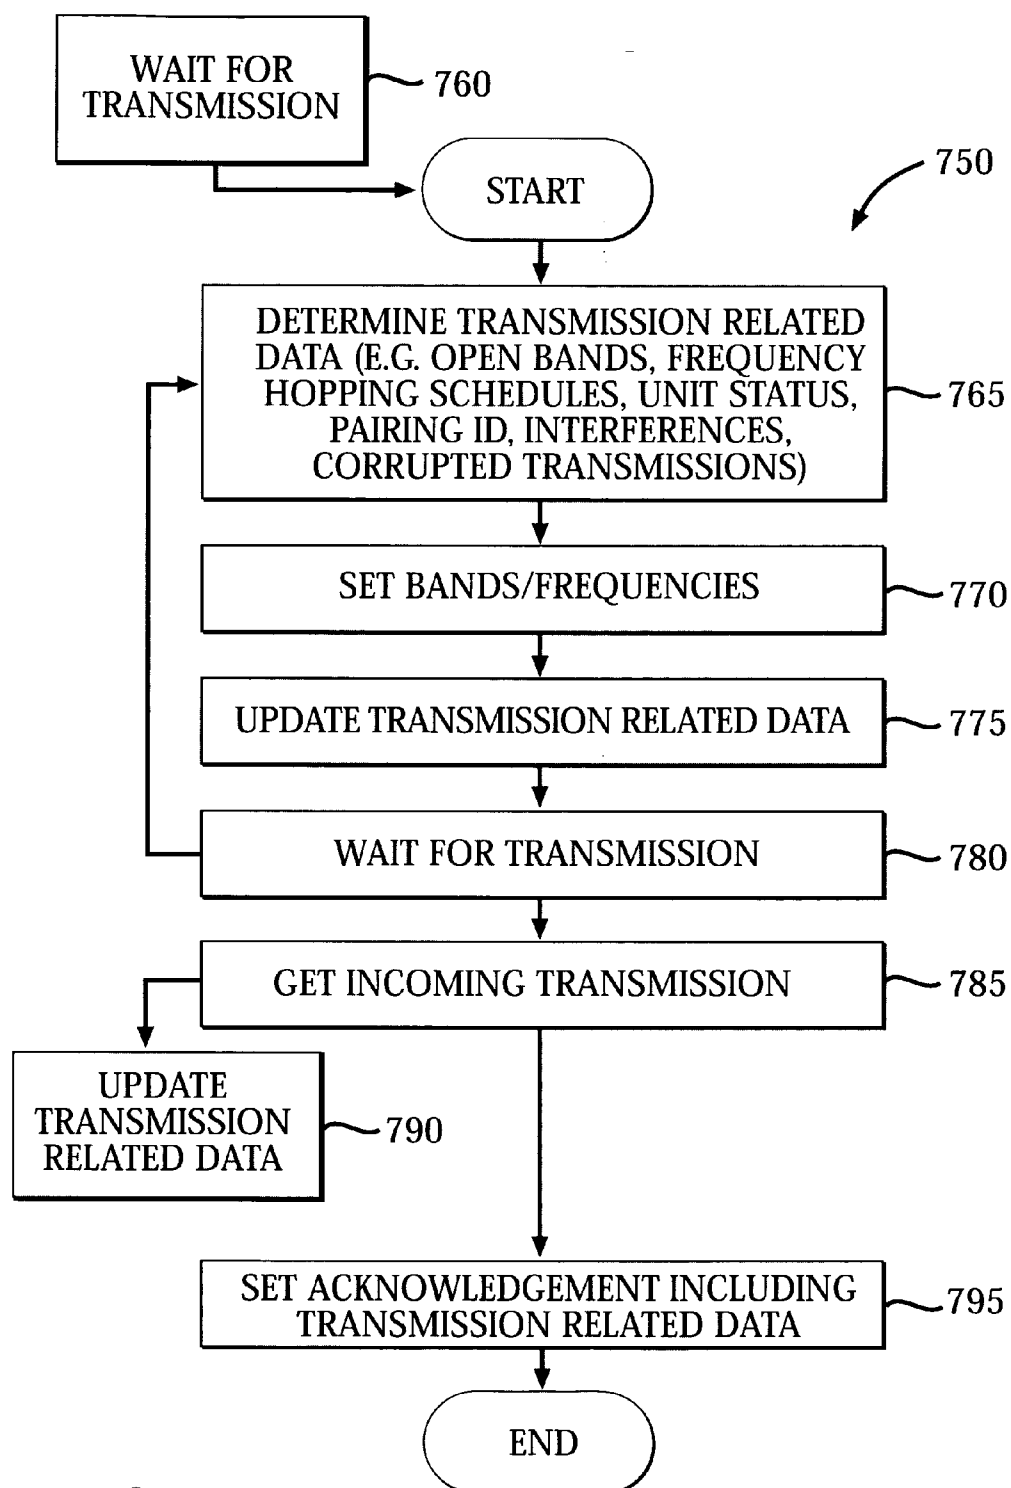 WAIT FOR
TRANSMISSION
760
START
750
DETERMINE TRANSMISSION RELATED
DATA (E.G. OPEN BANDS, FREQUENCY
HOPPING SCHEDULES, UNIT STATUS,
PAIRING ID, INTERFERENCES,
CORRUPTED TRANSMISSIONS)
765
SET BANDS/FREQUENCIES
770
UPDATE TRANSMISSION RELATED DATA
775
WAIT FOR TRANSMISSION
780
GET INCOMING TRANSMISSION
785
UPDATE
TRANSMISSION
RELATED DATA
790
SET ACKNOWLEDGEMENT INCLUDING
TRANSMISSION RELATED DATA
795
END